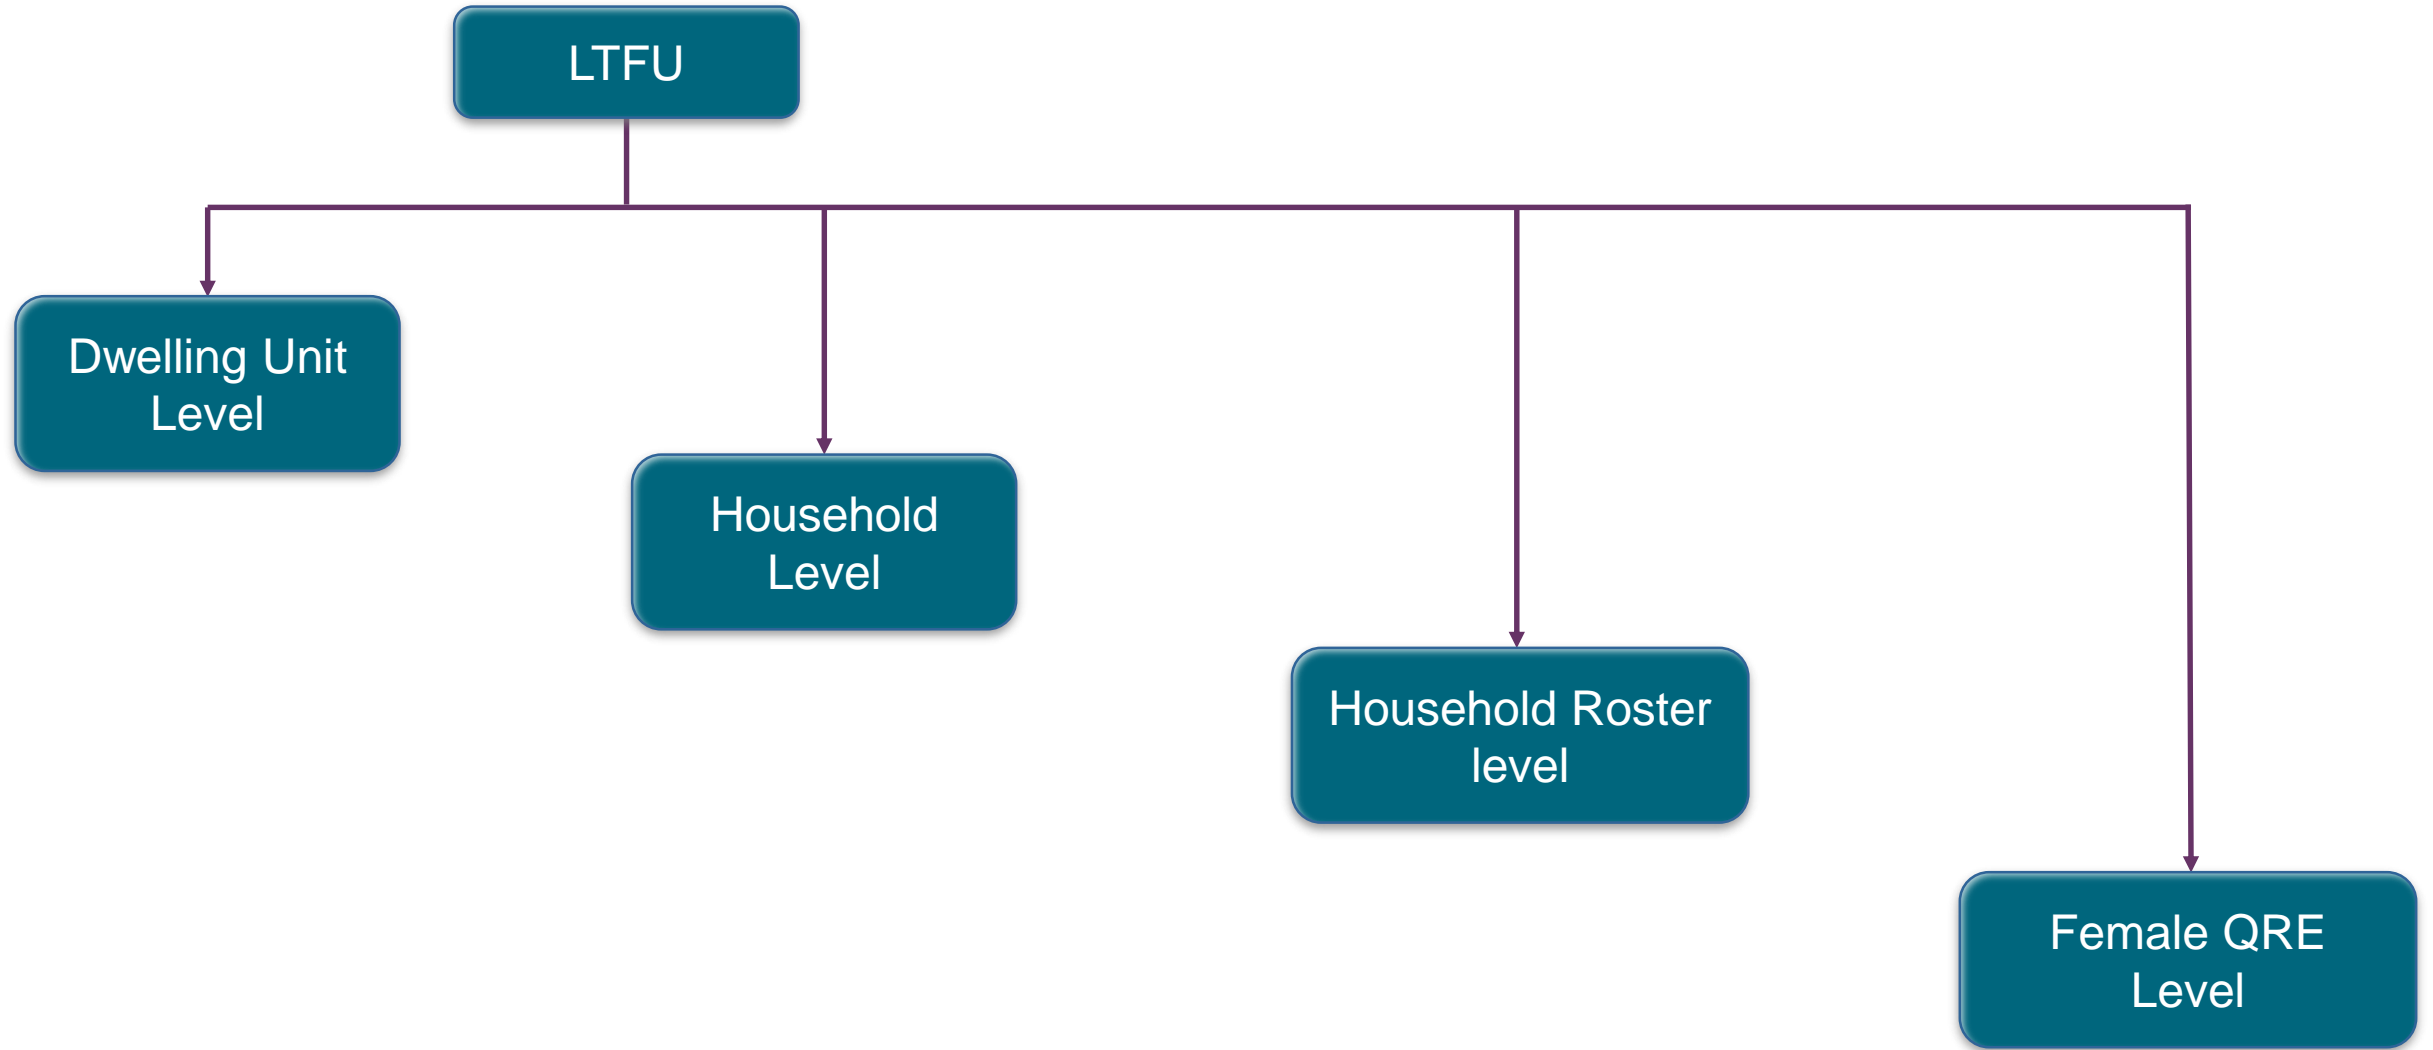 LTFU
Dwelling Unit
Level
Household
Level
Household Roster
level
Female QRE
Level